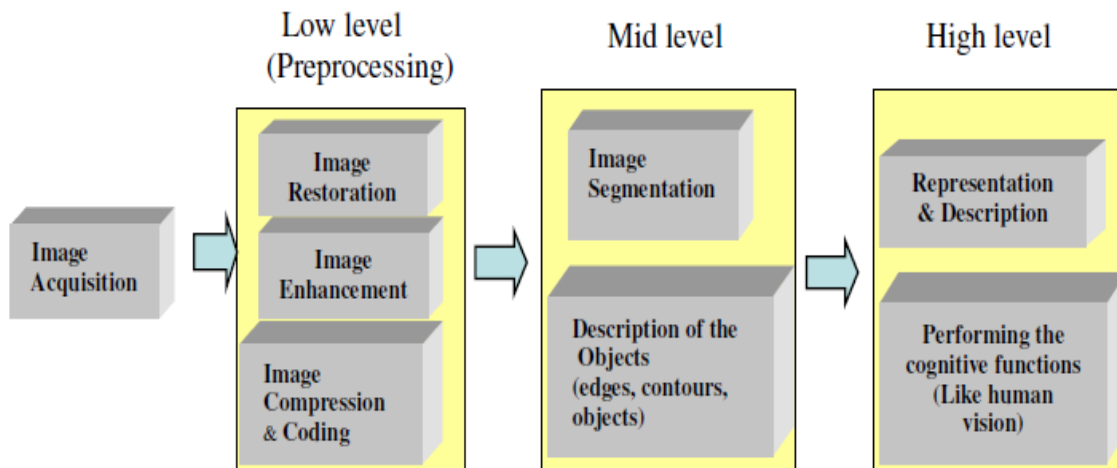 Low level
(Preprocessing)
Mid level
High level
Image
Acquisition
Image
Restoration
Image
Enhancement
Image
Compression
& Coding
Image
Segmentation
Description of the
Objects
(edges, contours,
objects)
Representation
& Description
Performing the
cognitive functions
(Like human
vision)